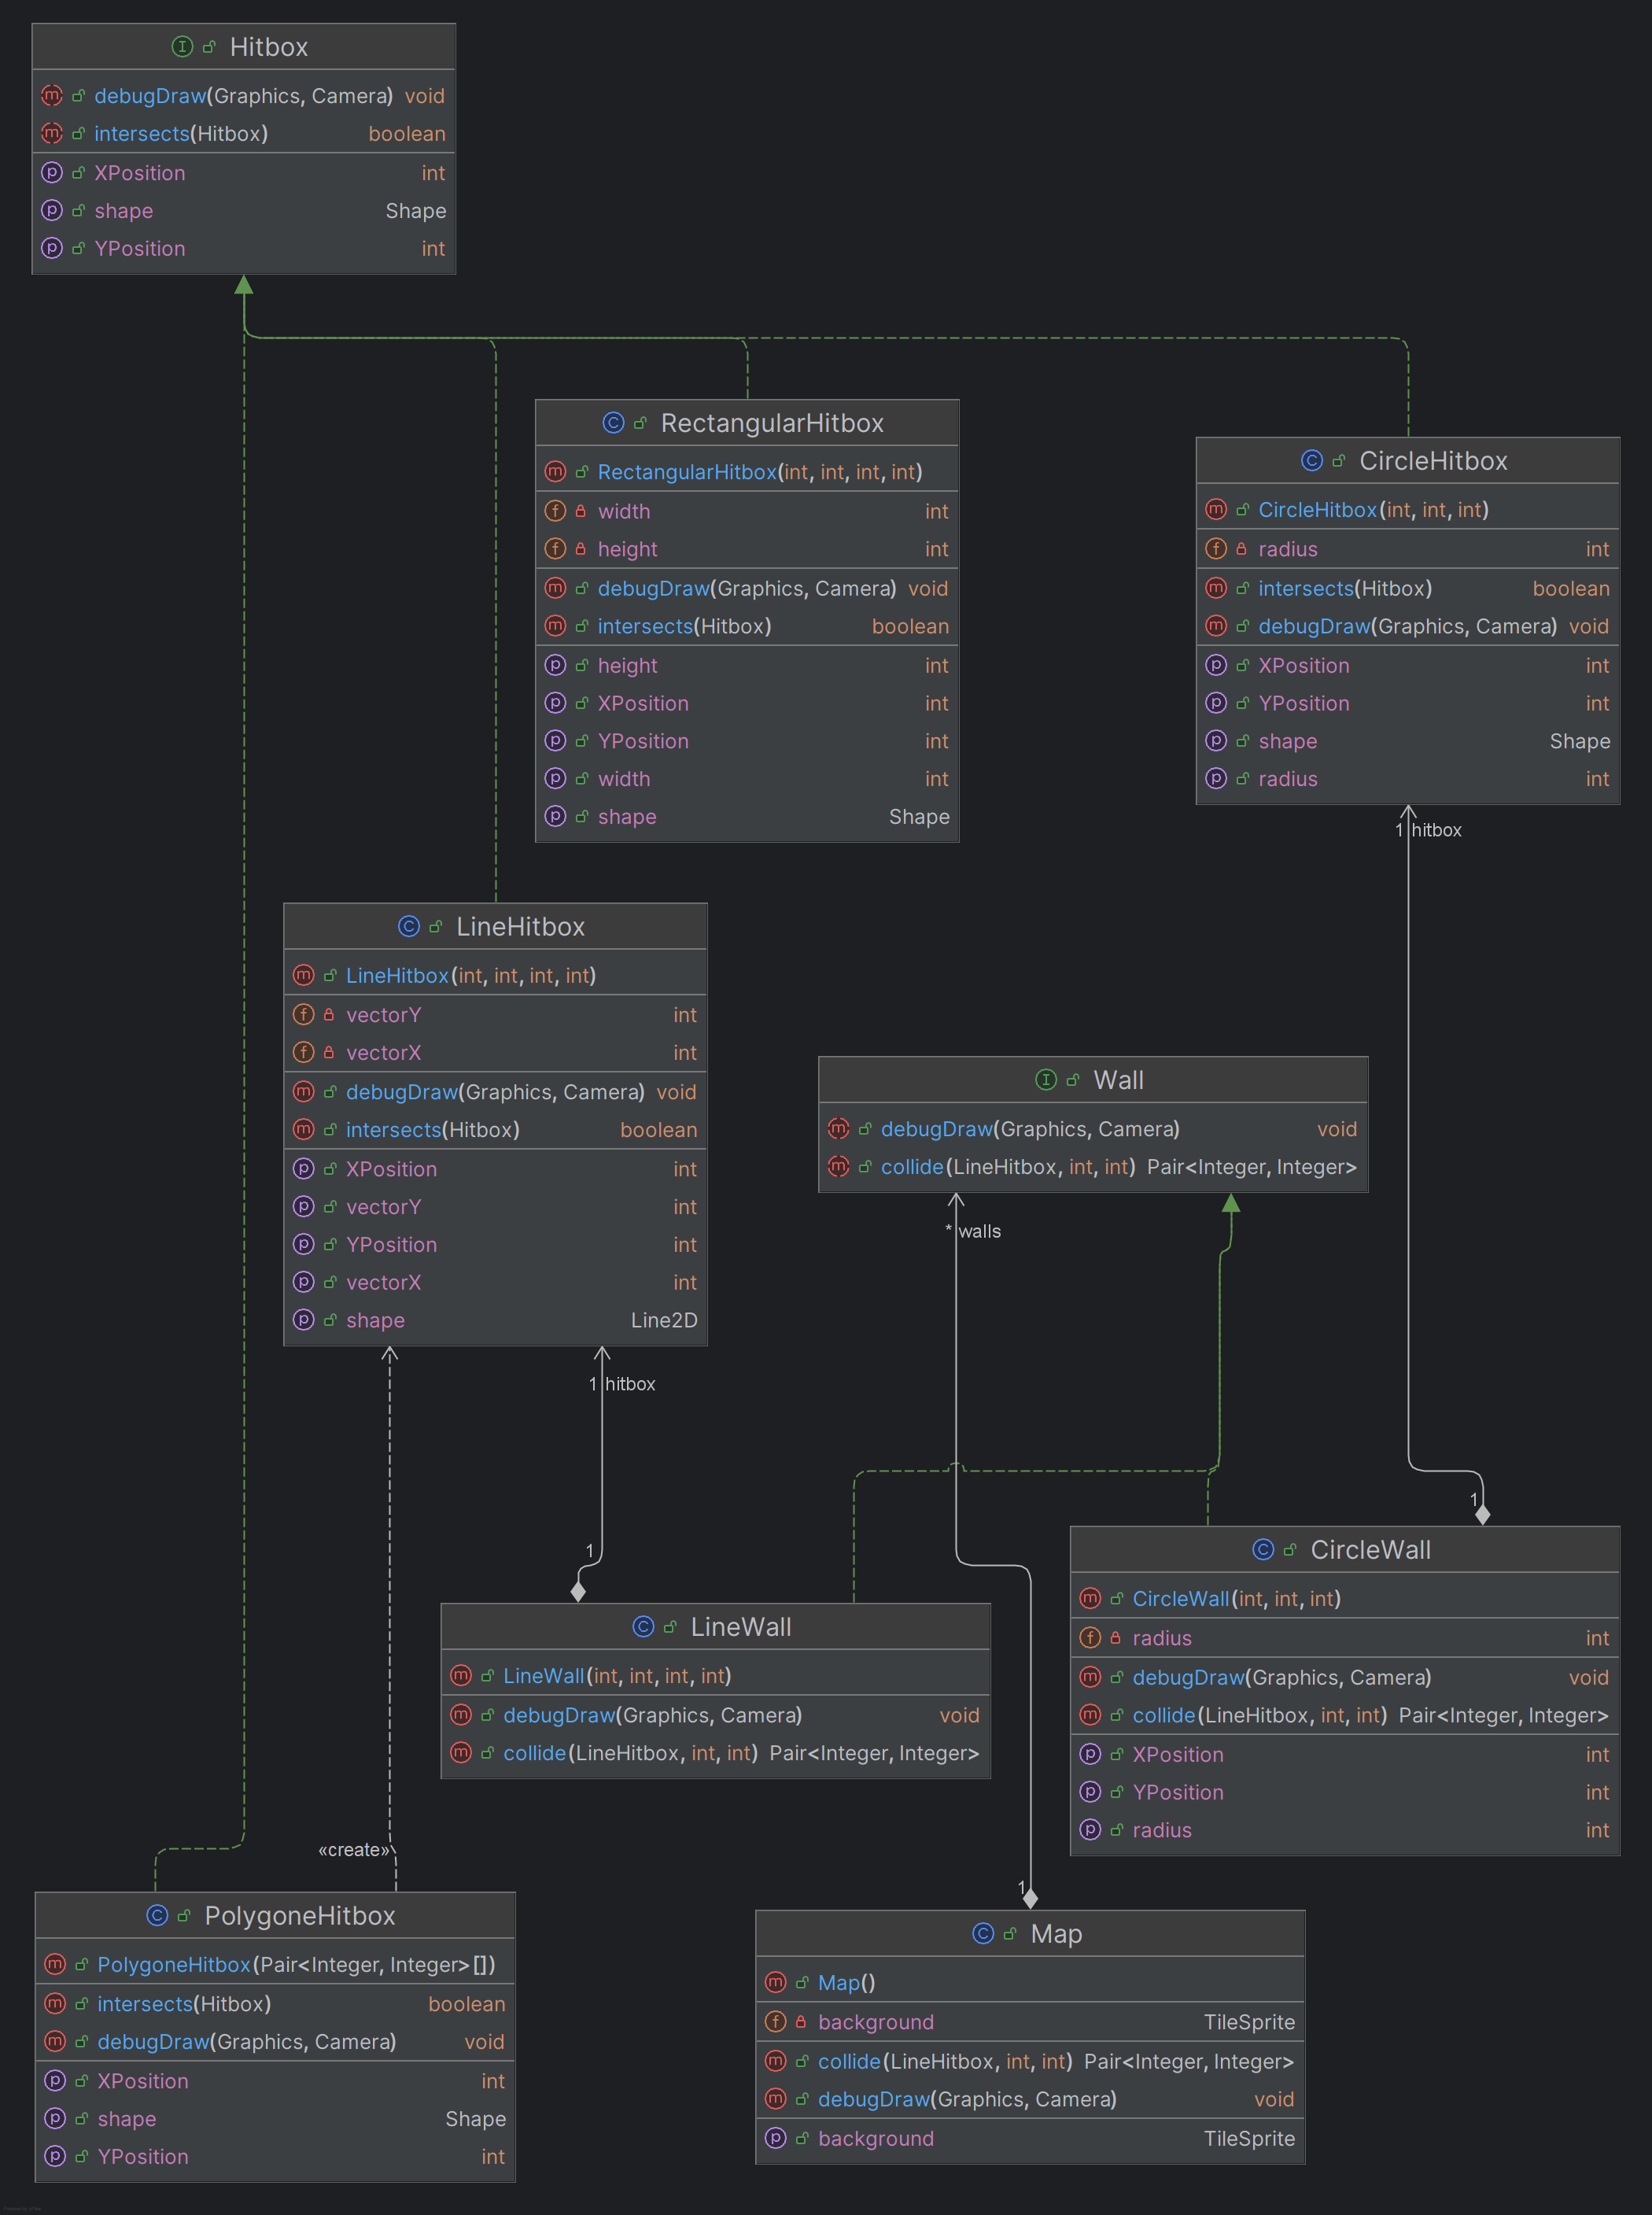 Hitbox
debugDraw(Graphics, Camera) void
intersects(Hitbox) boolean
XPosition int
shape Shape
YPosition int
RectangularHitbox
RectangularHitbox(int, int, int, int)
width int
height int
debugDraw(Graphics, Camera) void
intersects(Hitbox) boolean
height int
XPosition int
YPosition int
width int
shape Shape
CircleHitbox
CircleHitbox(int, int, int)
radius int
intersects(Hitbox) boolean
debugDraw(Graphics, Camera) void
XPosition int
YPosition int
shape Shape
radius int
1 hitbox
LineHitbox
LineHitbox(int, int, int, int)
vectorY int
vectorX int
debugDraw(Graphics, Camera) void
intersects(Hitbox) boolean
XPosition int
vectorY int
YPosition int
vectorX int
shape Line2D
1 hitbox
Wall
debugDraw(Graphics, Camera) void
collide(LineHitbox, int, int) Pair<Integer, Integer>
* walls
1
1
CircleWall
CircleWall(int, int, int)
radius int
debugDraw(Graphics, Camera) void
collide(LineHitbox, int, int) Pair<Integer, Integer>
XPosition int
YPosition int
radius int
LineWall
LineWall(int, int, int, int)
debugDraw(Graphics, Camera) void
collide(LineHitbox, int, int) Pair<Integer, Integer>
«create»
1
PolygoneHitbox
PolygoneHitbox(Pair<Integer, Integer>[])
intersects(Hitbox) boolean
debugDraw(Graphics, Camera) void
XPosition int
shape Shape
YPosition int
Map
Map()
background TileSprite
collide(LineHitbox, int, int) Pair<Integer, Integer>
debugDraw(Graphics, Camera) void
background TileSprite